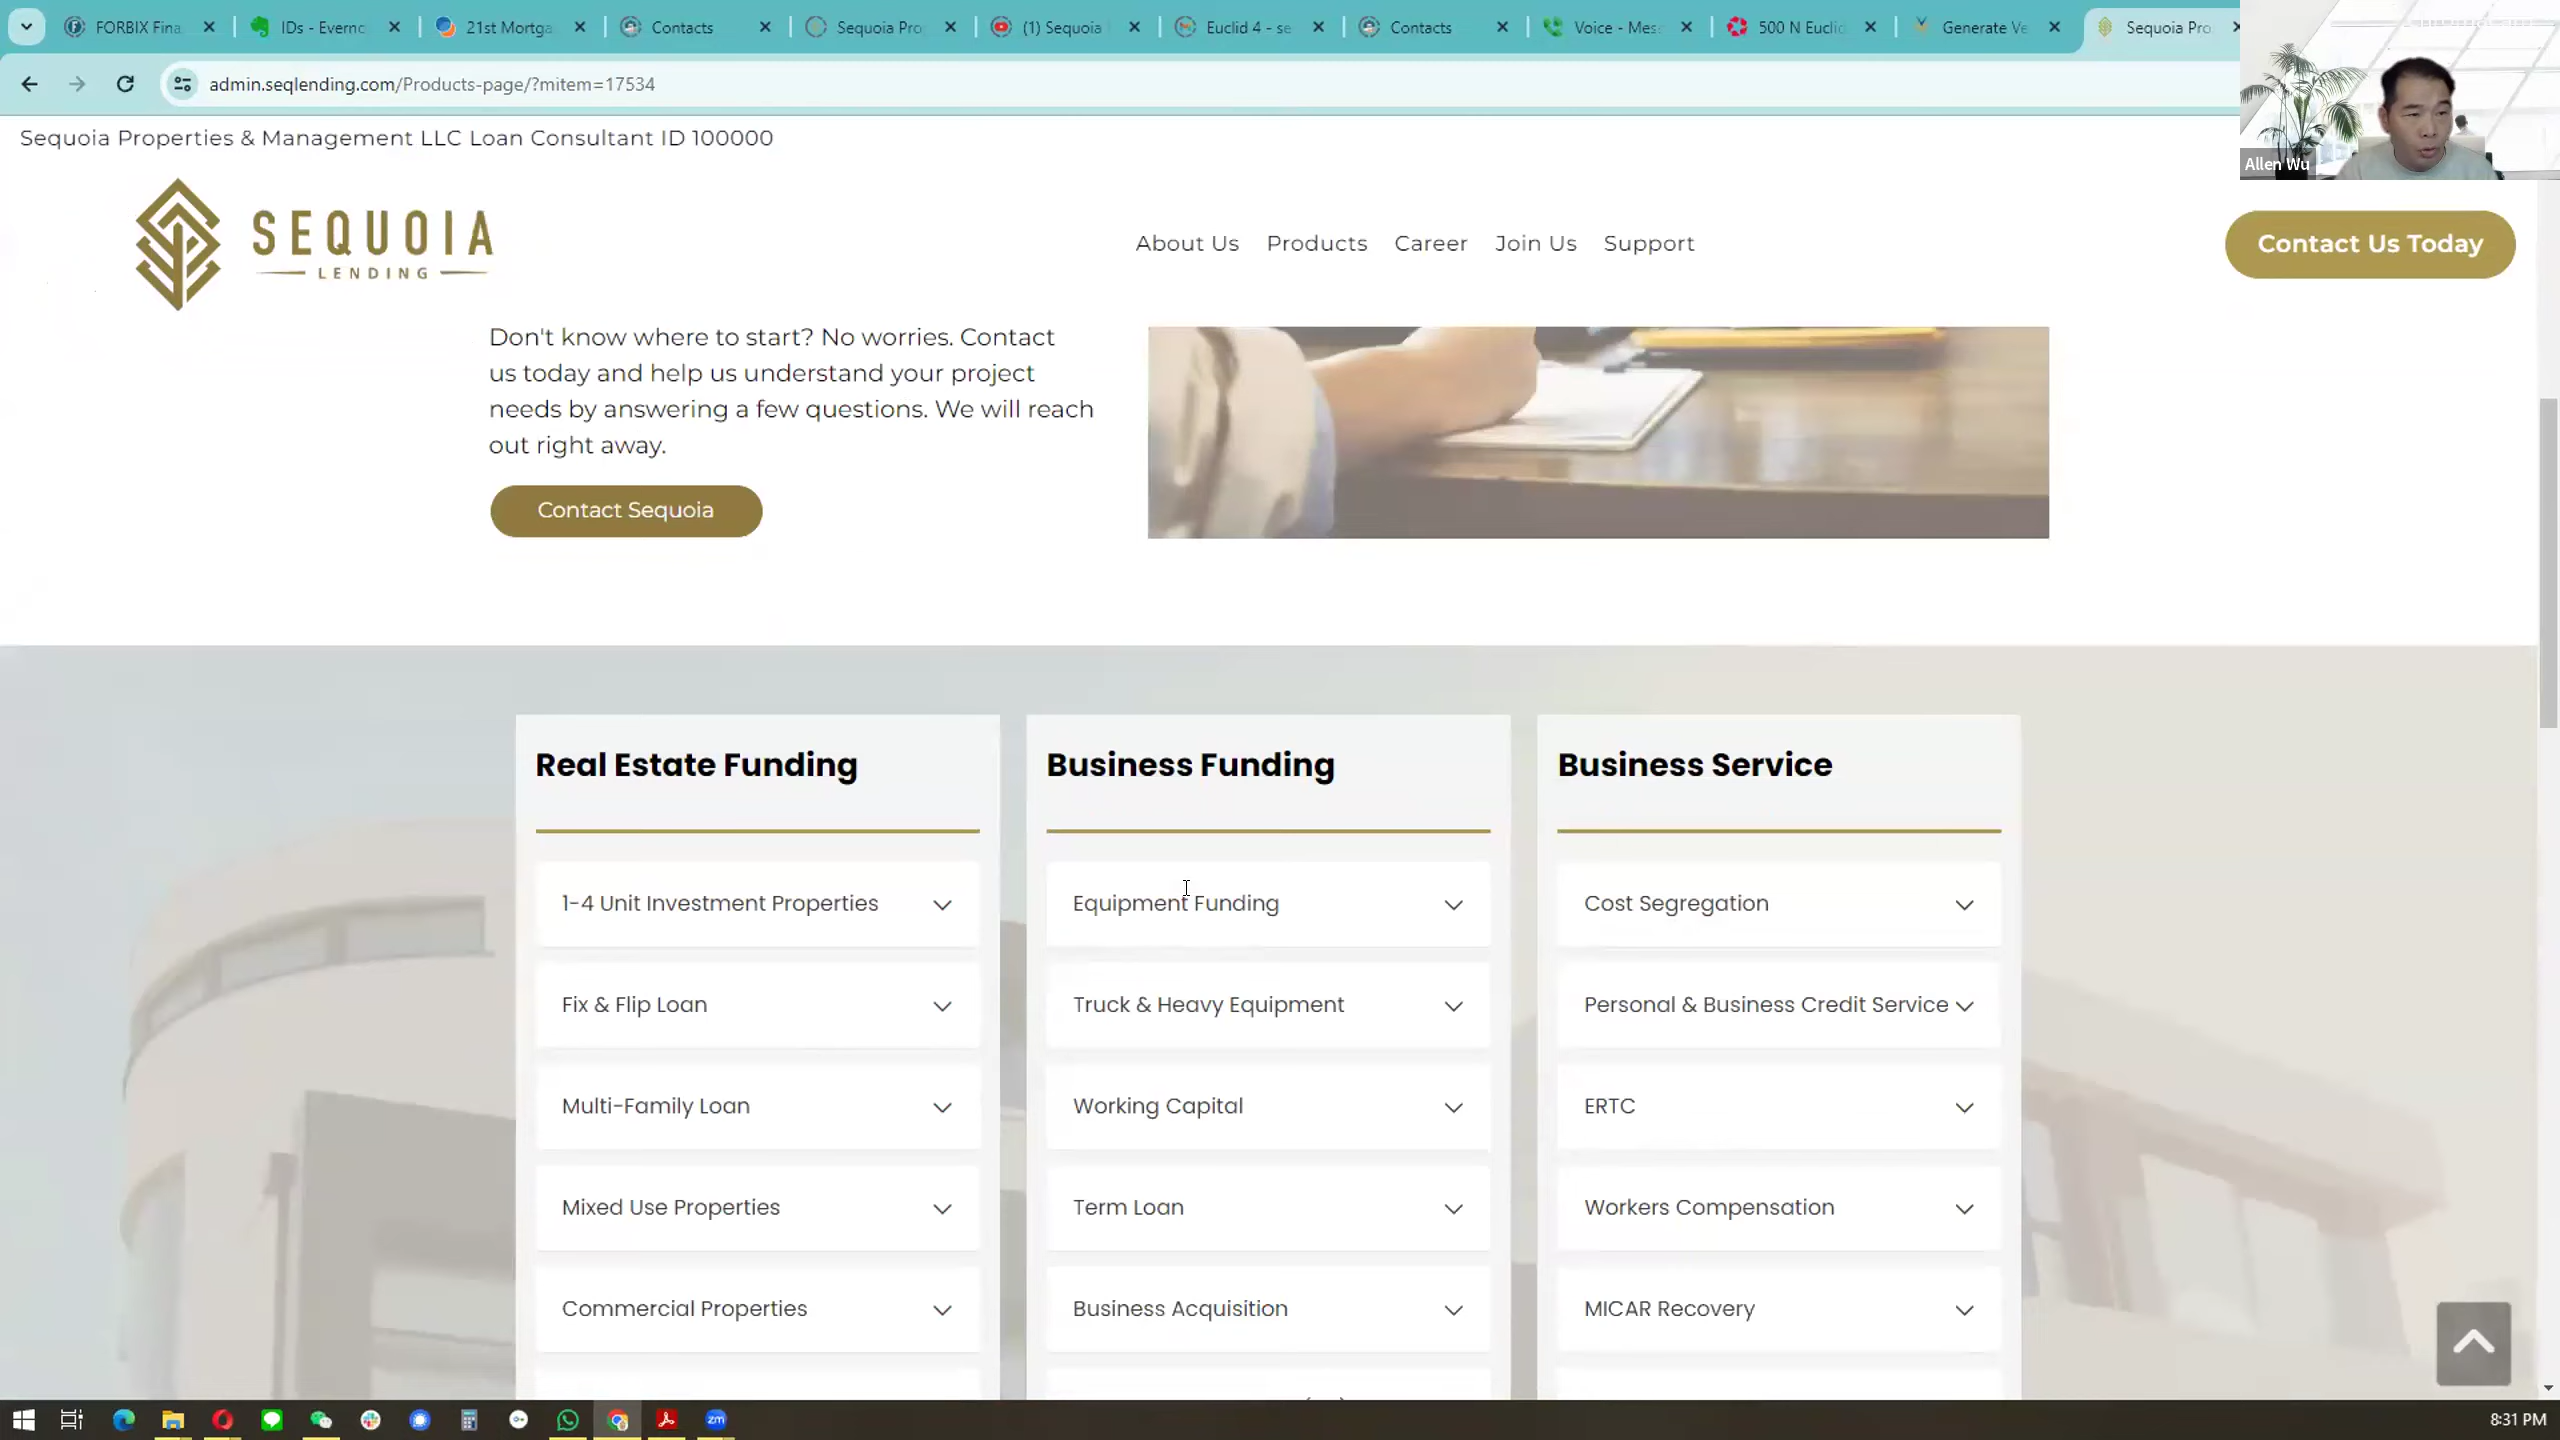 FORBIX Fina
IDs - Everno
21st Mortga
Contacts
Sequoia Pro
(1) Sequoia
Euclid 4 - se
Contacts
Voice - Mess
500 N Euclid
Generate Ve
Sequoia Pro
admin.seqlending.com/Products-page/?mitem=17534
Allen Wu
Sequoia Properties & Management LLC Loan Consultant ID 100000
SEQUOIA
LENDING
About Us
Products
Career
Join Us
Support
Contact Us Today
Don't know where to start? No worries. Contact
us today and help us understand your project
needs by answering a few questions. We will reach
out right away.
Contact Sequoia
Real Estate Funding
1-4 Unit Investment Properties
Fix & Flip Loan
Multi-Family Loan
Mixed Use Properties
Commercial Properties
Business Funding
Equipment Funding
Truck & Heavy Equipment
Working Capital
Term Loan
Business Acquisition
Business Service
Cost Segregation
Personal & Business Credit Service
ERTC
Workers Compensation
MICAR Recovery
zm
8:31 PM